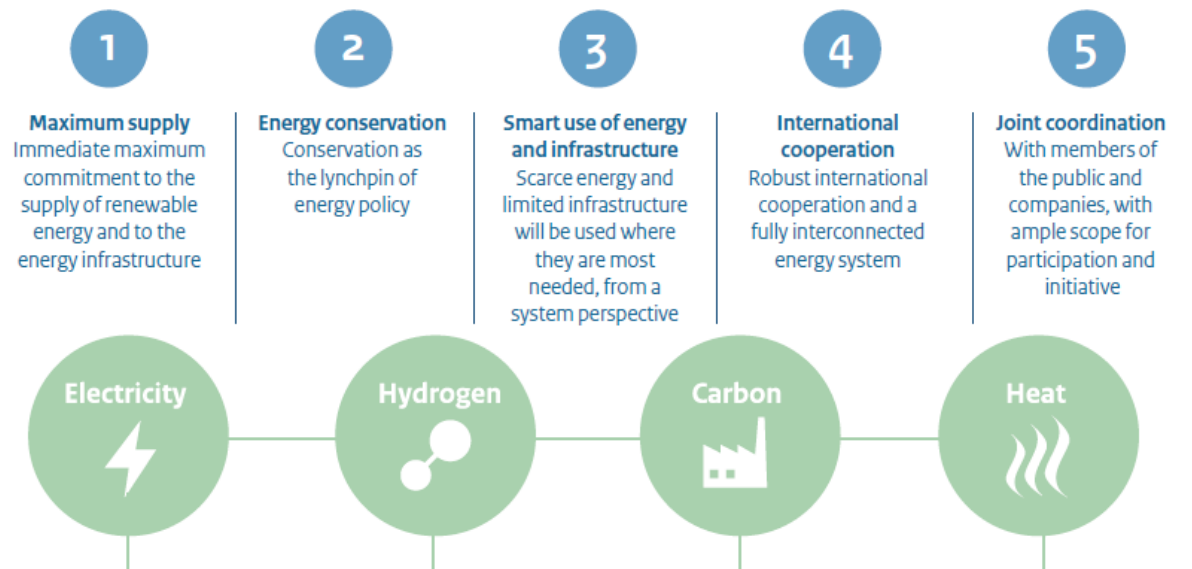 1
Maximum supply
Immediate maximum
commitment to the
supply of renewable
energy and to the
energy infrastructure
2
Energy conservation
Conservation as
the lynchpin of
energy policy
3
Smart use of energy
and infrastructure
Scarce energy and
limited infrastructure
will be used where
they are most
needed, from a
system perspective
4
International
cooperation
Robust international
cooperation and a
fully interconnected
energy system
5
Joint coordination
With members of
the public and
companies, with
ample scope for
participation and
initiative
Electricity
Hydrogen
Carbon
Heat